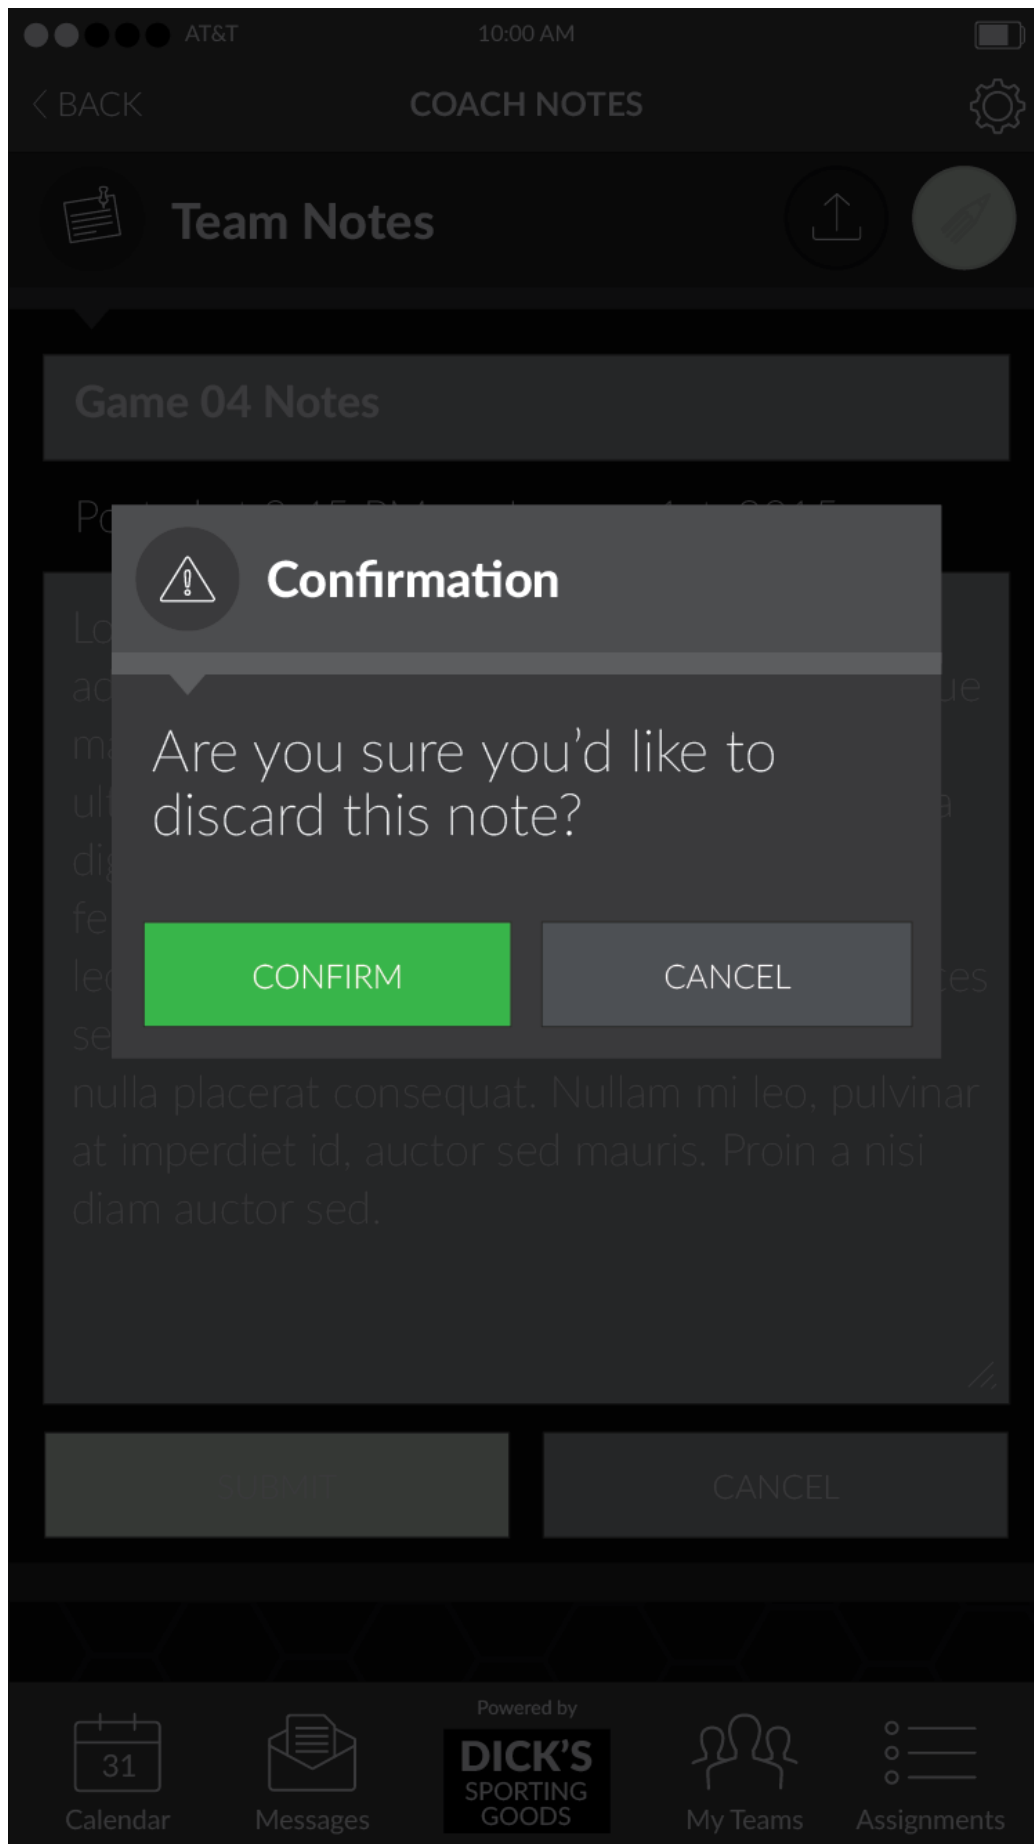 AT&T 10:00 AM
BACK COACH NOTES
Team Notes
Game 04 Notes
Confirmation
Are you sure you’d like to
discard this note?
CONFIRM CANCEL
nulla placerat consequat. Nullam mi leo, pulvinar
at imperdiet id, auctor sed mauris. Proin a nisi
diam auctor sed.
SUBMIT CANCEL
Powered by
DICK’S
SPORTING
GOODS
31
Calendar Messages My Teams Assignments